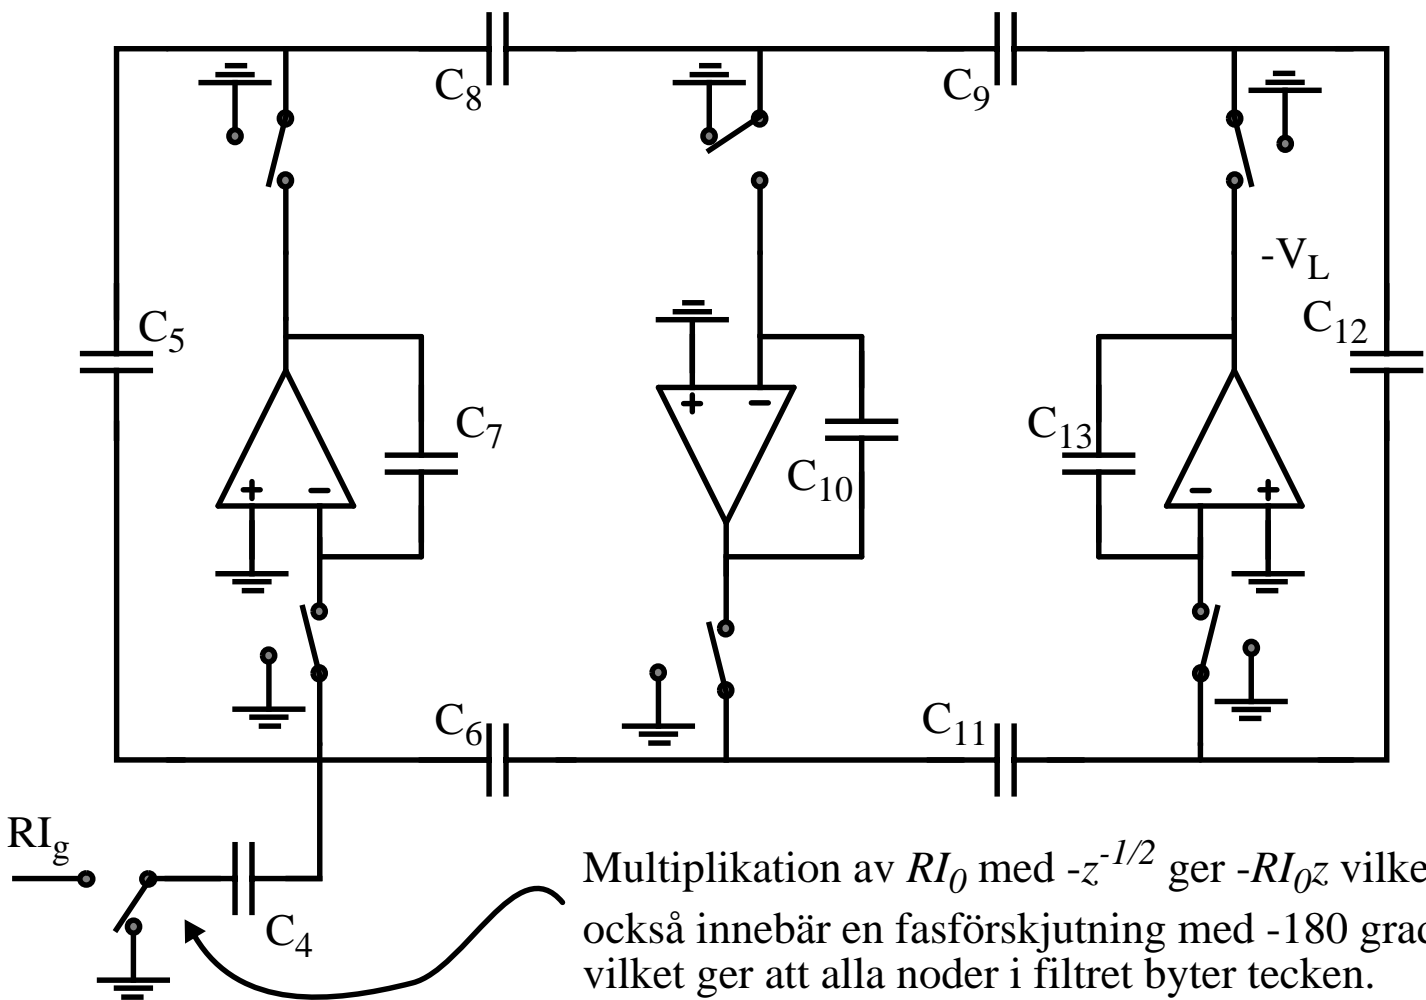 C8
C9
-VL
C5
C12
C7
C13
C10
C6
C11
RIg
C4
Multiplikation av RI0 med -z-1/2 ger -RI0z vilke
också innebär en fasförskjutning med -180 grad
vilket ger att alla noder i filtret byter tecken.